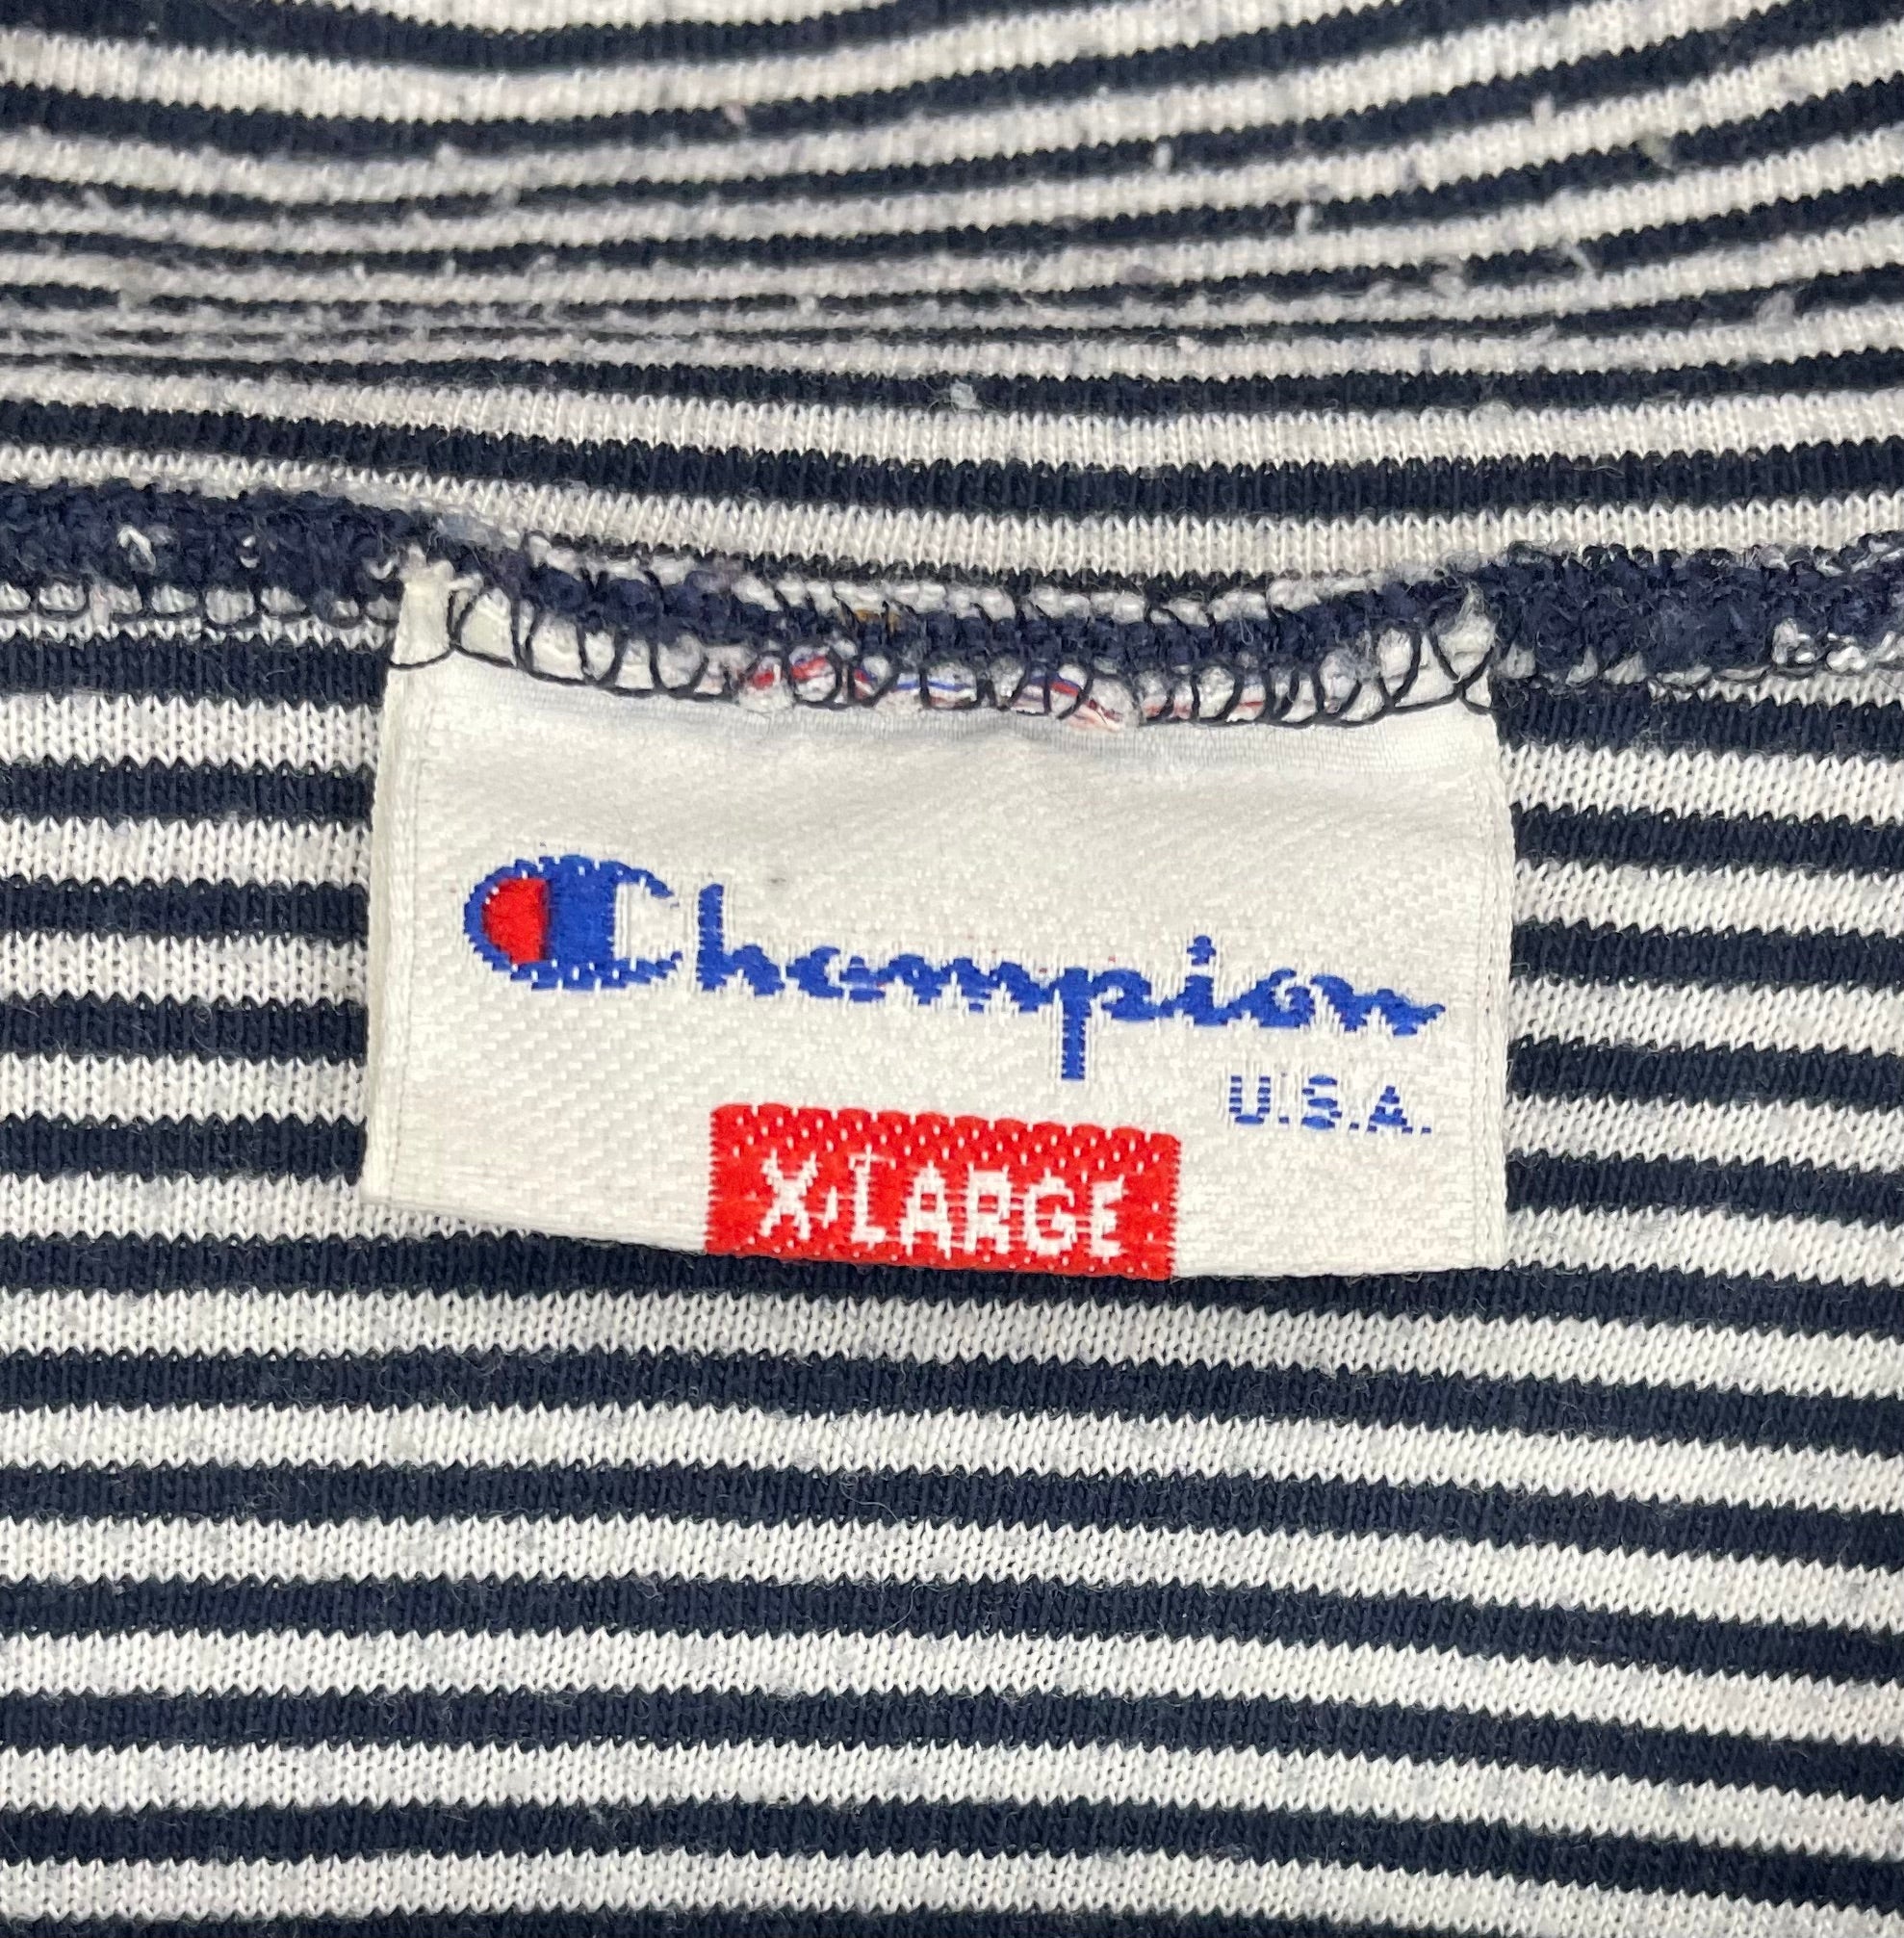 Champion
U.S.A.
X-LARGE